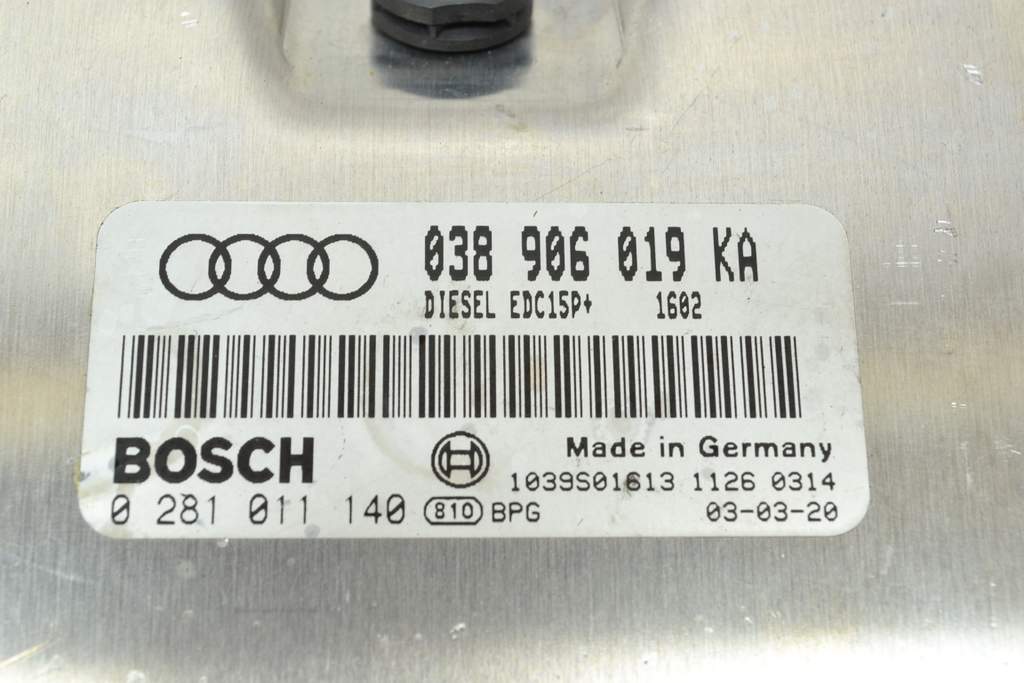 038 906 019 KA
DIESEL EDC15P+ 1602
BOSCH
Made in Germany
1039S01613 1126 0314
0 281 011 140 810 BPG 03-03-20